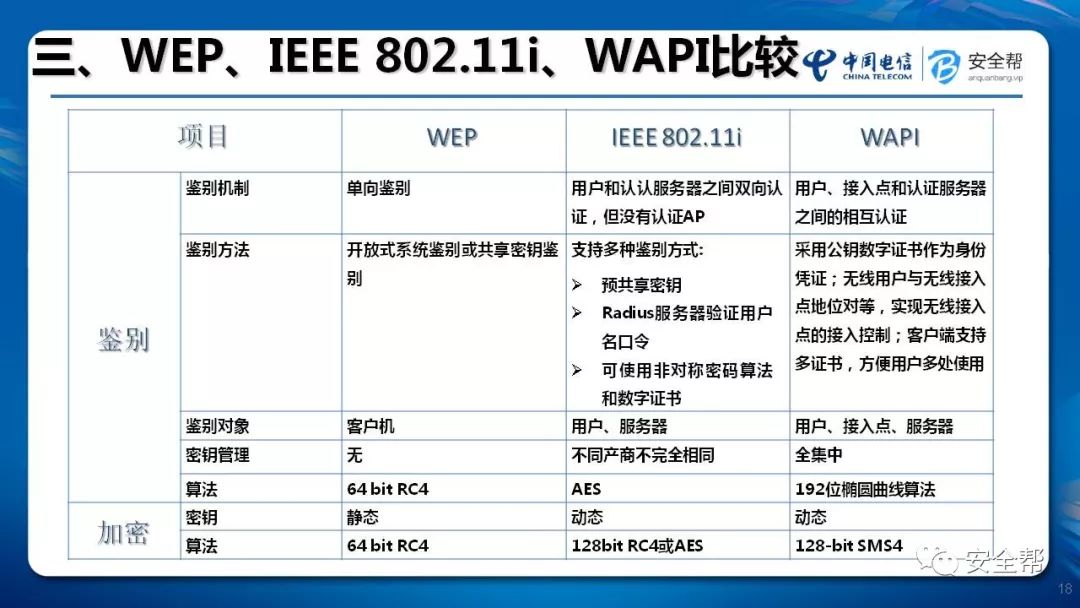 三、WEP、IEEE 802.11i、WAPI比较
中国电信
CHINA TELECOM
安全帮
anquanbang.vip
项目
WEP
IEEE 802.11i
WAPI
鉴别
鉴别机制
单向鉴别
用户和认认服务器之间双向认
证，但没有认证AP
用户、接入点和认证服务器
之间的相互认证
鉴别方法
开放式系统鉴别或共享密钥鉴
别
支持多种鉴别方式:
➢ 预共享密钥
➢ Radius服务器验证用户
名口令
➢ 可使用非对称密码算法
和数字证书
采用公钥数字证书作为身份
凭证；无线用户与无线接入
点地位对等，实现无线接入
点的接入控制；客户端支持
多证书，方便用户多处使用
鉴别对象
客户机
用户、服务器
用户、接入点、服务器
密钥管理
无
不同产商不完全相同
全集中
算法
64 bit RC4
AES
192位椭圆曲线算法
加密
密钥
静态
动态
动态
算法
64 bit RC4
128bit RC4或AES
128-bit SMS4
安全帮
18